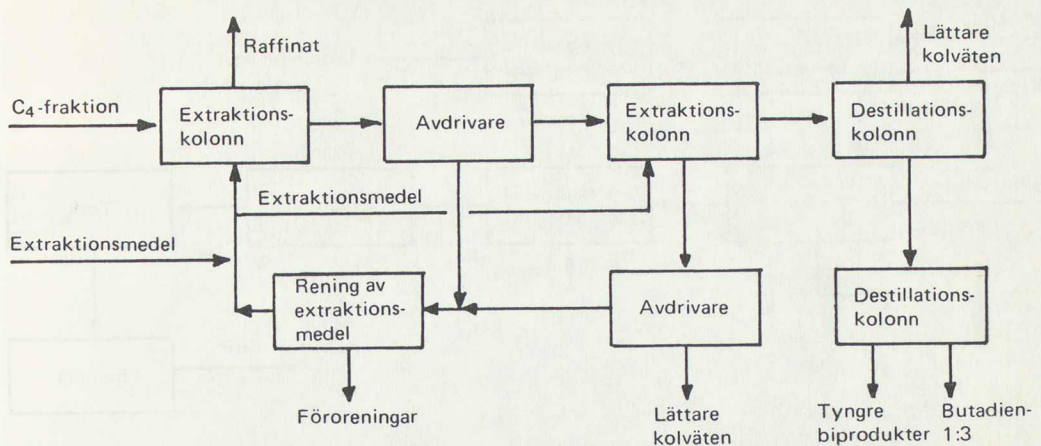 Raffinat
Lättare
kolväten
C4-fraktion
Extraktions-
kolonn
Avdrivare
Extraktions-
kolonn
Destillations-
kolonn
Extraktionsmedel
Extraktionsmedel
Rening av
extraktions-
medel
Avdrivare
Destillations-
kolonn
Föroreningar
Lättare
kolväten
Tyngre
biprodukter
Butadien-
1:3